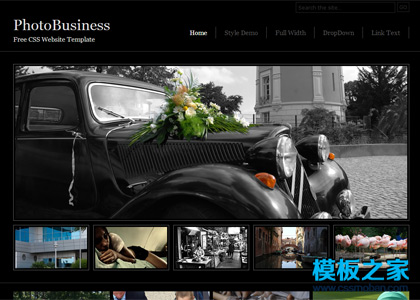 Search the site
GO
PhotoBusiness
Free CSS Website Template
Home
Style Demo
Full Width
DropDown
Link Text
模板之家
www.cssmoban.com